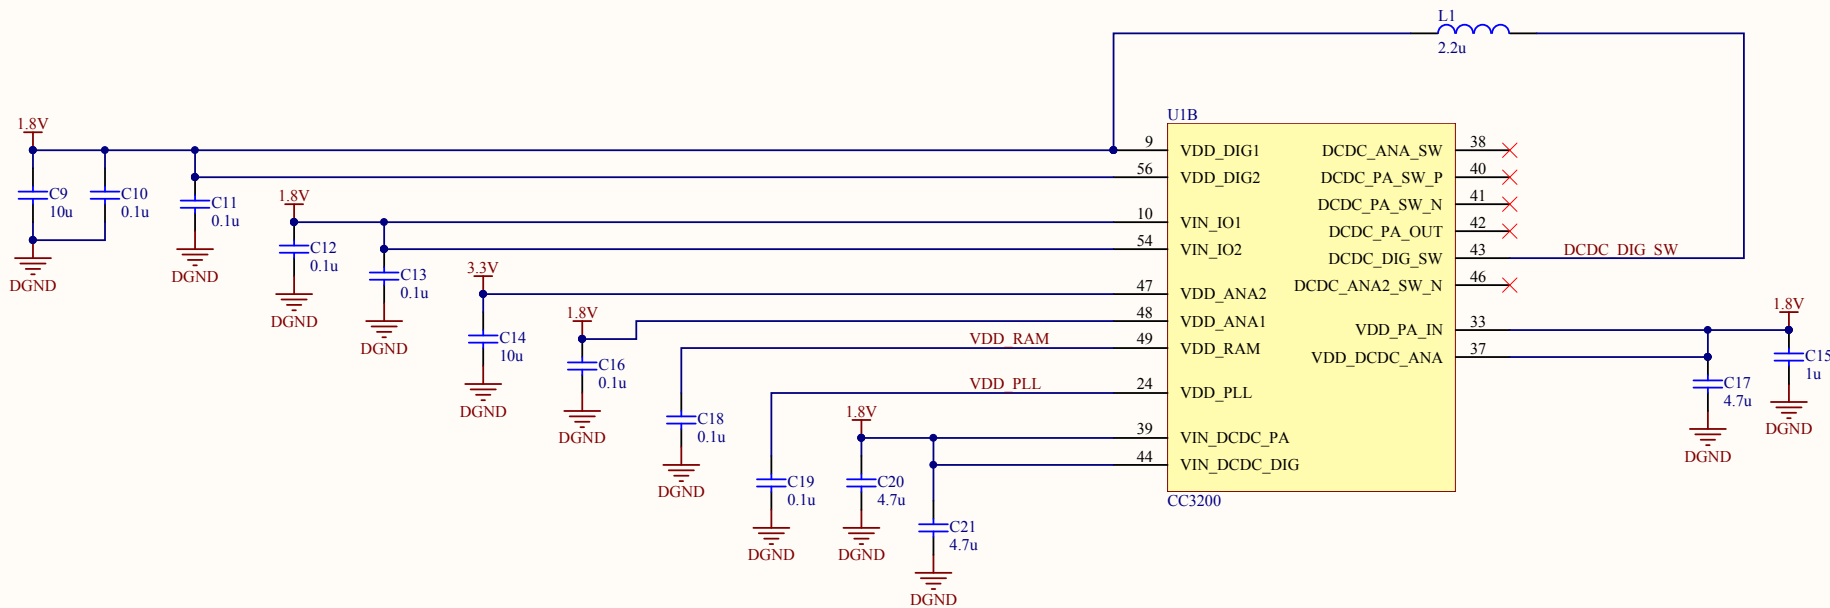 L1
2.2u
U1B
1.8V
9 VDD_DIG1 DCDC_ANA_SW 38
56 VDD_DIG2 DCDC_PA_SW_P 40
C9
10u
C10
0.1u
C11
0.1u
DGND
DGND
1.8V
DCDC_PA_SW_N 41
10 VIN_IO1
DCDC_PA_OUT 42
54 VIN_IO2
DCDC_DIG_SW 43 DCDC_DIG_SW
C12
0.1u
C13
0.1u
DGND
DGND
3.3V
DCDC_ANA2_SW_N 46
47 VDD_ANA2
1.8V
48 VDD_ANA1
1.8V
VDD_PA_IN 33
C14
10u
DGND
C16
0.1u
DGND
VDD_RAM 49 VDD_RAM
VDD_DCDC_ANA 37
C15
1u
C17
4.7u
DGND
DGND
VDD_PLL 24 VDD_PLL
C18
0.1u
DGND
1.8V
39 VIN_DCDC_PA
44 VIN_DCDC_DIG
C19
0.1u
DGND
C20
4.7u
DGND
C21
4.7u
DGND
CC3200